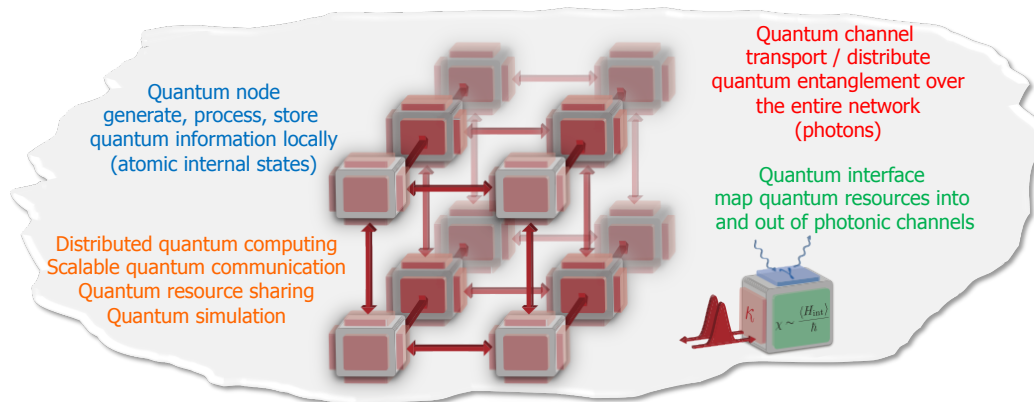 Quantum node
generate, process, store
quantum information locally
(atomic internal states)
Distributed quantum computing
Scalable quantum communication
Quantum resource sharing
Quantum simulation
Quantum channel
transport / distribute
quantum entanglement over
the entire network
(photons)
Quantum interface
map quantum resources into
and out of photonic channels
γ
κ
χ ~ ⟨H_int⟩/ħ